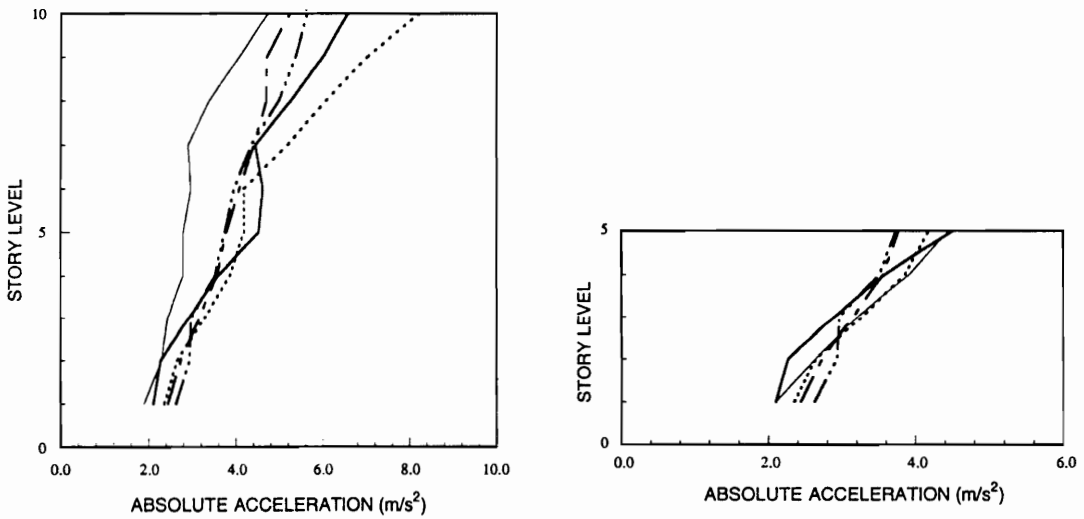 10
5
0
STORY LEVEL
0.0 2.0 4.0 6.0 8.0 10.0
ABSOLUTE ACCELERATION (m/s²)
5
0
STORY LEVEL
0.0 2.0 4.0 6.0
ABSOLUTE ACCELERATION (m/s²)